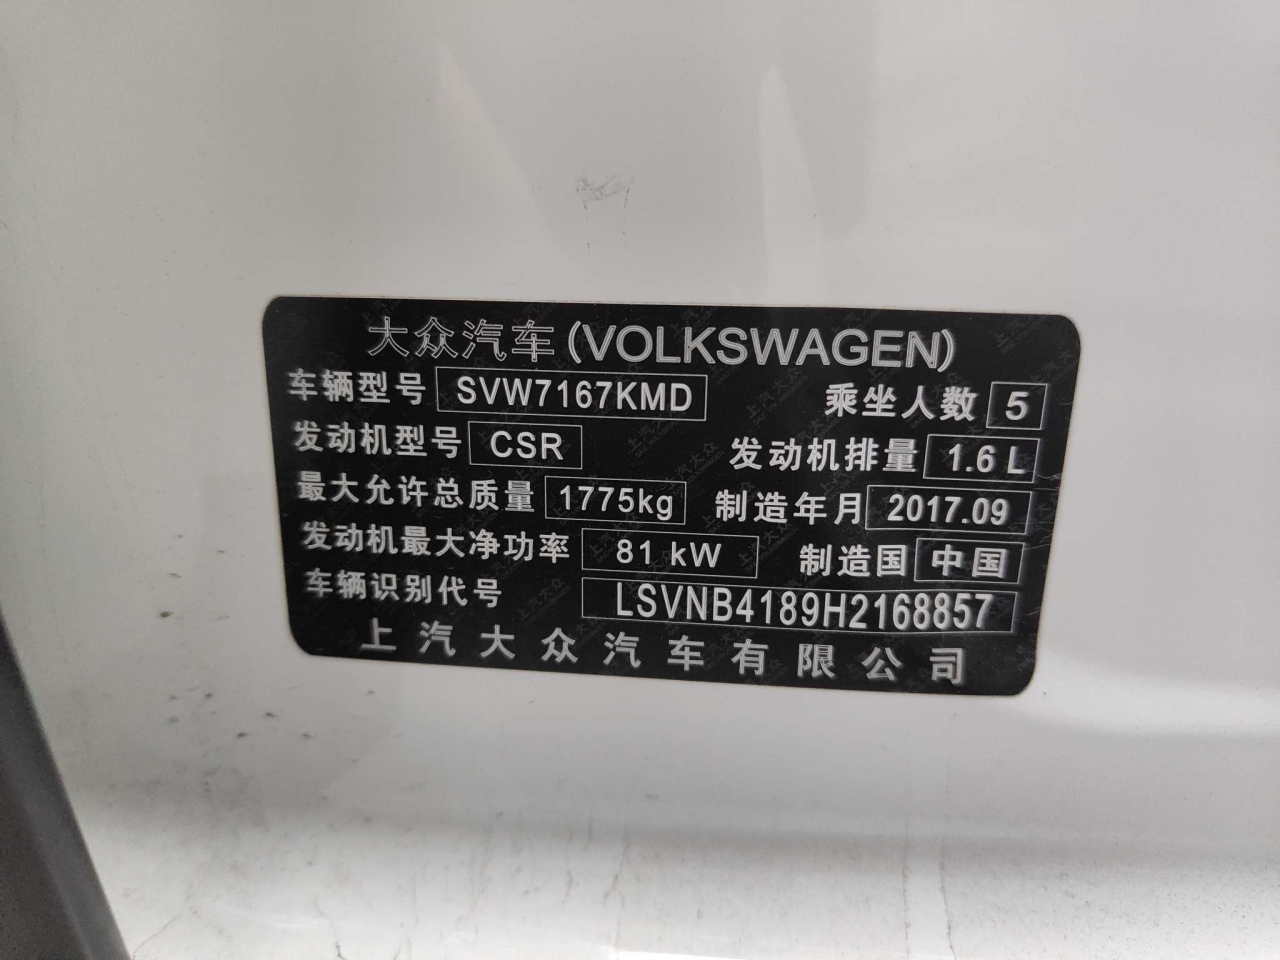 大众汽车(VOLKSWAGEN)
车辆型号 SVW7167KMD 乘坐人数 5
发动机型号 CSR 发动机排量 1.6 L
最大允许总质量 1775kg 制造年月 2017.09
发动机最大净功率 81 kW 制造国 中国
车辆识别代号 LSVNB4189H2168857
上汽大众汽车有限公司